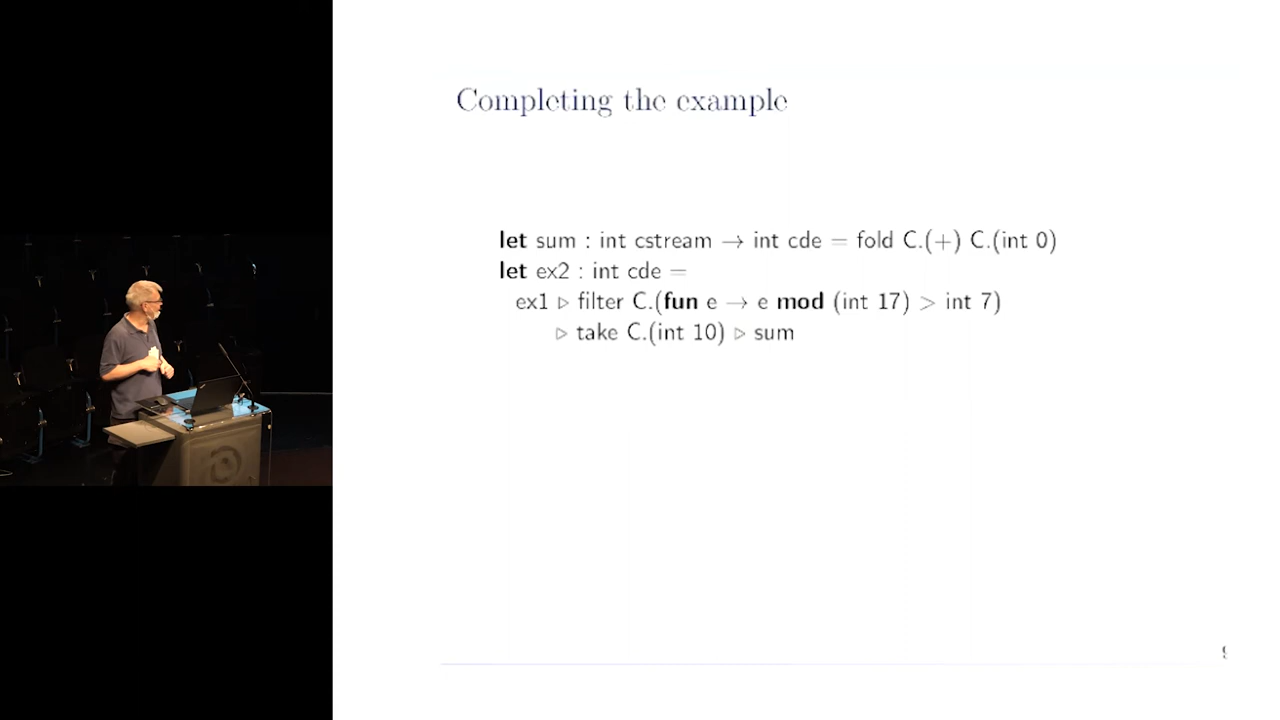 Completing the example
let sum : int cstream → int cde = fold C.(+) C.(int 0)
let ex2 : int cde =
ex1 ▷ filter C.(fun e → e mod (int 17) > int 7)
▷ take C.(int 10) ▷ sum